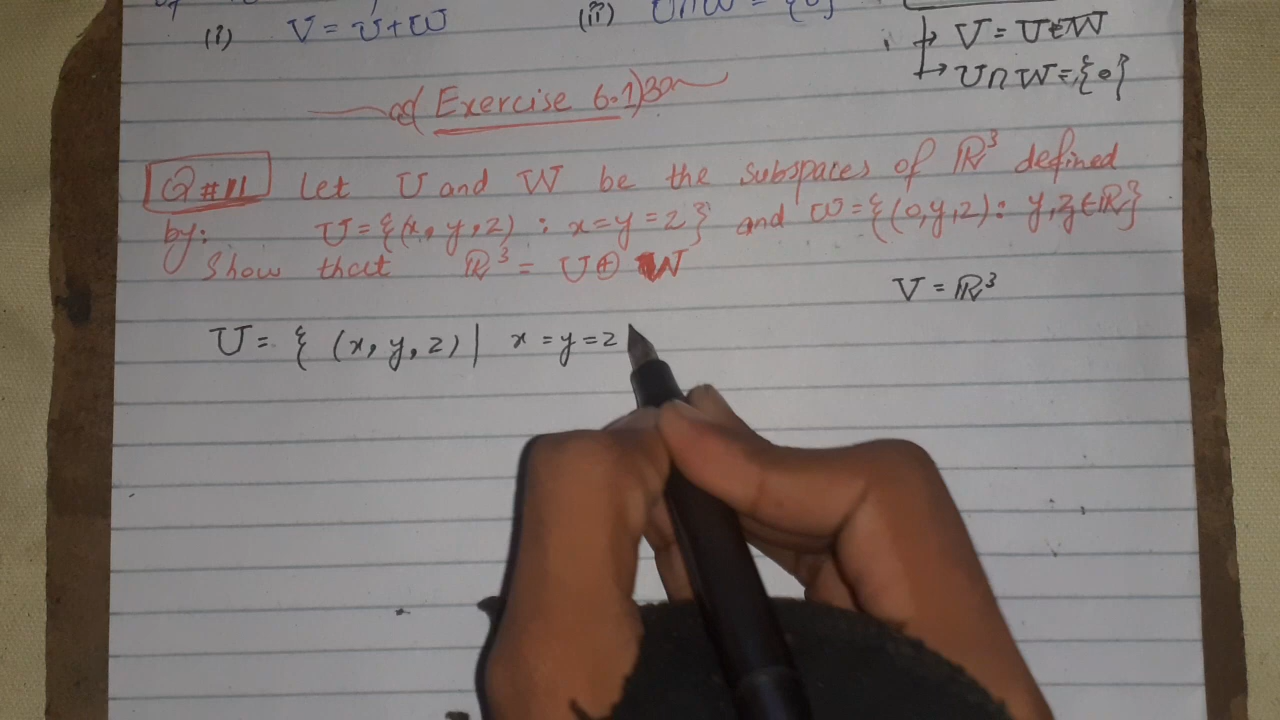 (i) V = U+W (ii) U∩W = {0}
→ V = U+W
→ U∩W = {0}
Exercise 6.1
Q # 11 Let U and W be the subspaces of ℝ³ defined
by: U={(x, y, z) : x=y=z} and W={(0,y,z): y,z∈ℝ}
Show that ℝ³ = U⊕W
V = ℝ³
U = { (x, y, z) | x = y = z